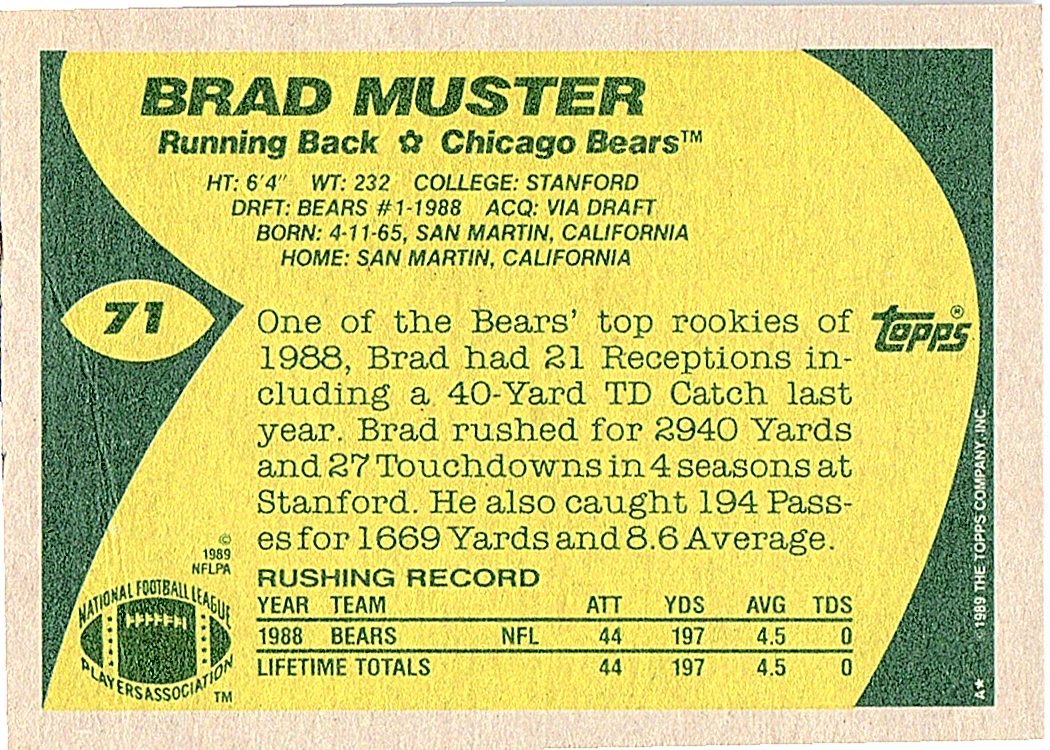 BRAD MUSTER
Running Back ✿ Chicago Bears™
HT: 6'4" WT: 232 COLLEGE: STANFORD
DRFT: BEARS #1-1988 ACQ: VIA DRAFT
BORN: 4-11-65, SAN MARTIN, CALIFORNIA
HOME: SAN MARTIN, CALIFORNIA
71
topps®
One of the Bears' top rookies of
1988, Brad had 21 Receptions in-
cluding a 40-Yard TD Catch last
year. Brad rushed for 2940 Yards
and 27 Touchdowns in 4 seasons at
Stanford. He also caught 194 Pass-
es for 1669 Yards and 8.6 Average.
©
1989
NFLPA
NATIONAL FOOTBALL LEAGUE
PLAYERS ASSOCIATION
TM
RUSHING RECORD
YEAR TEAM ATT YDS AVG TDS
1988 BEARS NFL 44 197 4.5 0
LIFETIME TOTALS 44 197 4.5 0
A★ 1989 THE TOPPS COMPANY, INC.